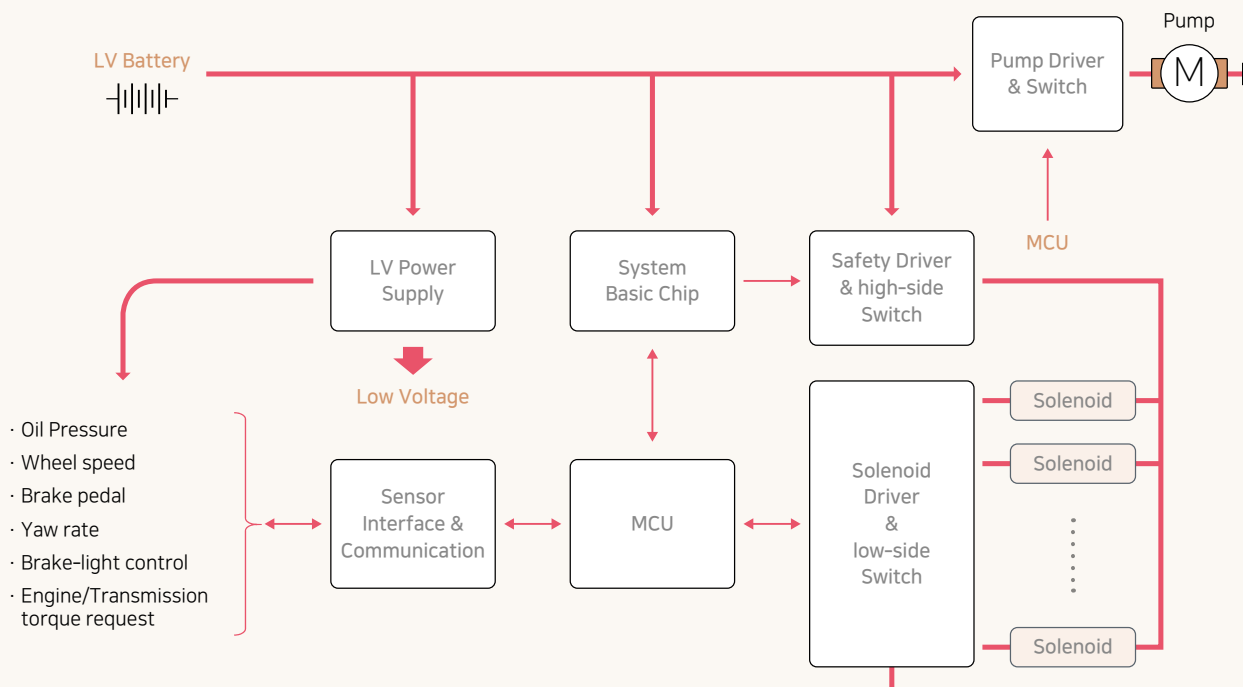 Pump
LV Battery
Pump Driver
& Switch
M
MCU
LV Power
Supply
System
Basic Chip
Safety Driver
& high-side
Switch
Low Voltage
Solenoid
Solenoid
Solenoid
· Oil Pressure
· Wheel speed
· Brake pedal
· Yaw rate
· Brake-light control
· Engine/Transmission
torque request
Sensor
Interface &
Communication
MCU
Solenoid
Driver
&
low-side
Switch